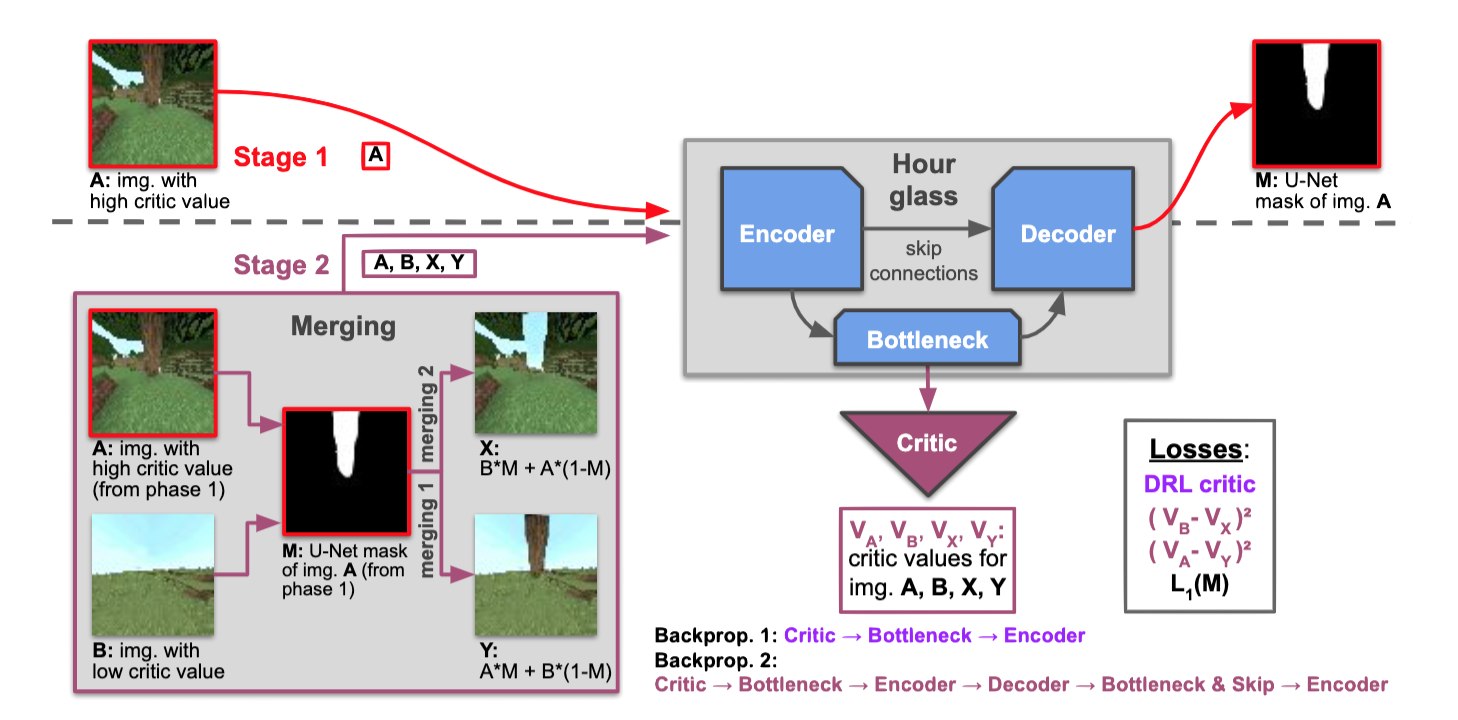 Stage 1
A
A: img. with
high critic value
Hour
glass
Encoder
Decoder
skip
connections
Bottleneck
M: U-Net
mask of img. A
Stage 2
A, B, X, Y
Merging
A: img. with
high critic value
(from phase 1)
merging 2
merging 1
X:
B*M + A*(1-M)
M: U-Net mask
of img. A (from
phase 1)
B: img. with
low critic value
Y:
A*M + B*(1-M)
Critic
V_A, V_B, V_X, V_Y:
critic values for
img. A, B, X, Y
Losses:
DRL critic
( V_B- V_X )²
( V_A- V_Y )²
L_1(M)
Backprop. 1: Critic → Bottleneck → Encoder
Backprop. 2:
Critic → Bottleneck → Encoder → Decoder → Bottleneck & Skip → Encoder